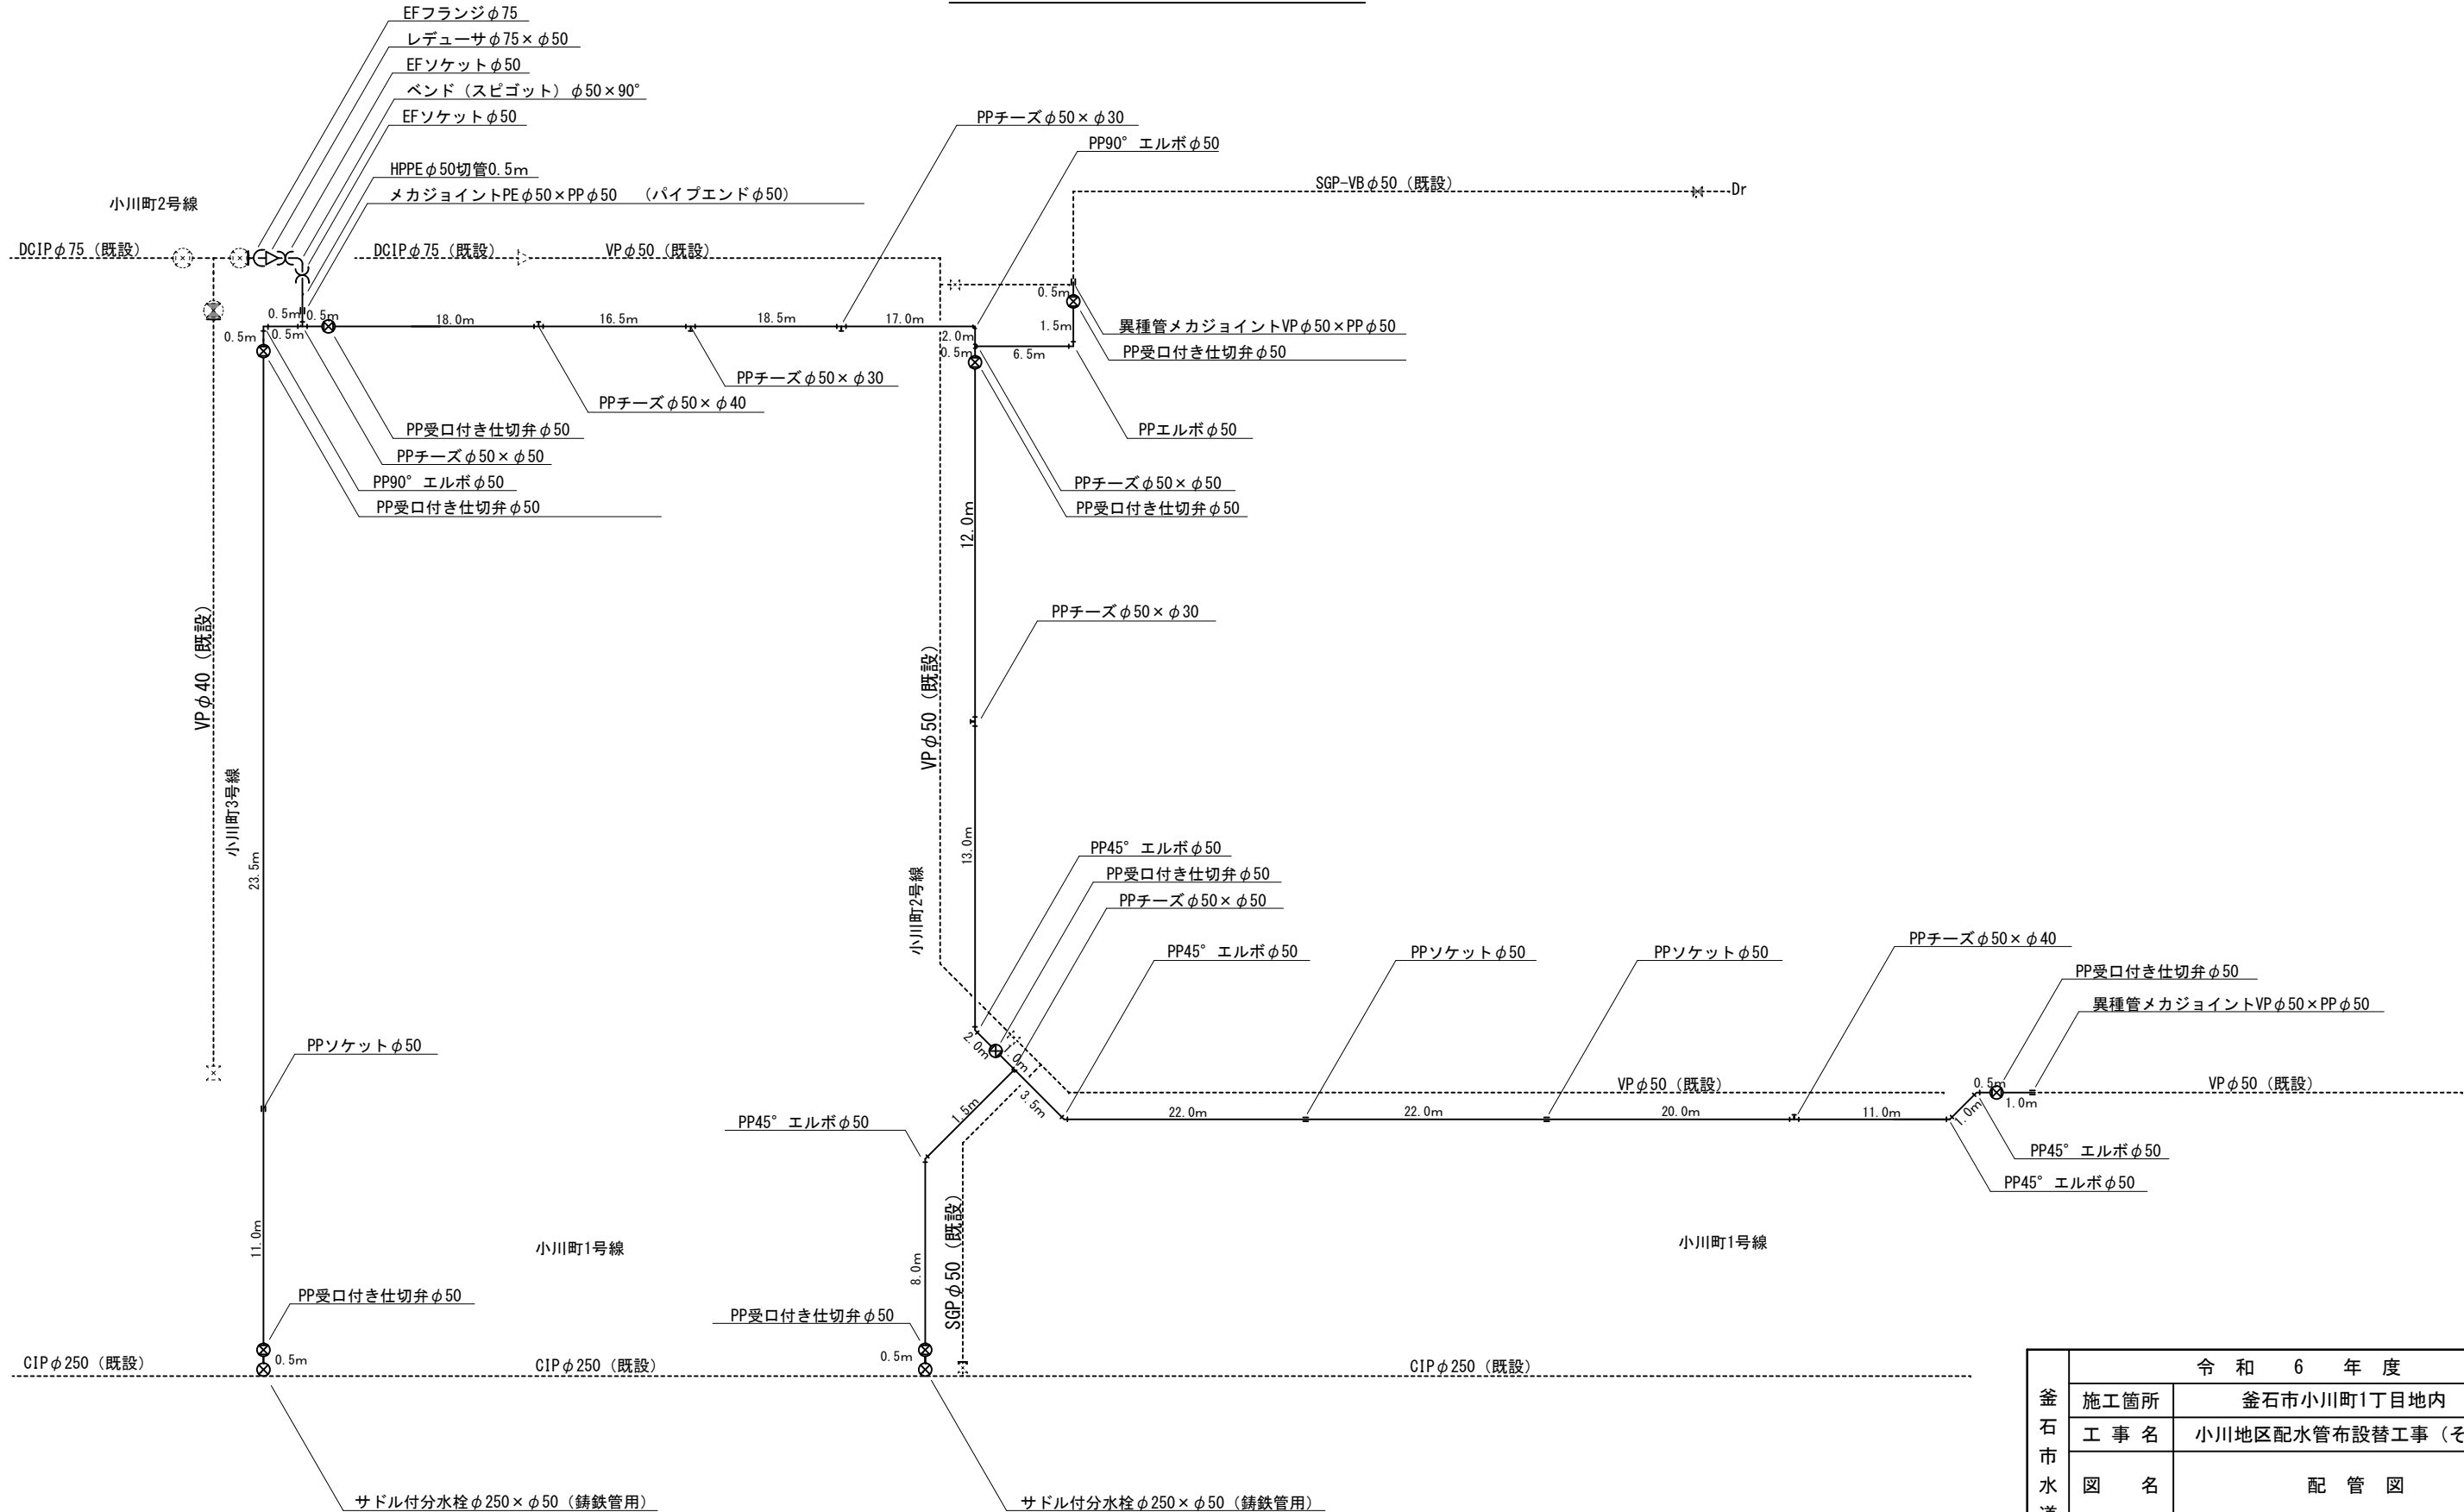 EFフランジφ75
レデューサφ75×φ50
EFソケットφ50
ベンド（スピゴット）φ50×90°
EFソケットφ50
HPPEφ50切管0.5m
メカジョイントPEφ50×PPφ50　（パイプエンドφ50）
小川町2号線
DCIPφ75（既設）
DCIPφ75（既設）
VPφ50（既設）
PPチーズφ50×φ30
PP90°エルボφ50
SGP-VBφ50（既設）
Dr
0.5m
1.5m
異種管メカジョイントVPφ50×PPφ50
PP受口付き仕切弁φ50
0.5m
0.5m
0.5m
0.5m
18.0m
16.5m
18.5m
17.0m
2.0m
0.5m
6.5m
PPチーズφ50×φ30
PPチーズφ50×φ40
PP受口付き仕切弁φ50
PPチーズφ50×φ50
PP90°エルボφ50
PP受口付き仕切弁φ50
PPエルボφ50
PPチーズφ50×φ50
PP受口付き仕切弁φ50
12.0m
PPチーズφ50×φ30
VPφ40（既設）
小川町3号線
23.5m
VPφ50（既設）
小川町2号線
13.0m
PP45°エルボφ50
PP受口付き仕切弁φ50
PPチーズφ50×φ50
PP45°エルボφ50
PPソケットφ50
PPソケットφ50
PPチーズφ50×φ40
PP受口付き仕切弁φ50
異種管メカジョイントVPφ50×PPφ50
PPソケットφ50
2.0m
3.5m
1.5m
VPφ50（既設）
VPφ50（既設）
22.0m
22.0m
20.0m
11.0m
1.0m
0.5m
1.0m
PP45°エルボφ50
PP45°エルボφ50
PP45°エルボφ50
11.0m
小川町1号線
8.0m
SGPφ50（既設）
小川町1号線
PP受口付き仕切弁φ50
PP受口付き仕切弁φ50
0.5m
0.5m
CIPφ250（既設）
CIPφ250（既設）
CIPφ250（既設）
サドル付分水栓φ250×φ50（鋳鉄管用）
サドル付分水栓φ250×φ50（鋳鉄管用）
釜石市水道
令和 6 年度
施工箇所 釜石市小川町1丁目地内
工事名 小川地区配水管布設替工事（そ
図名 配管図